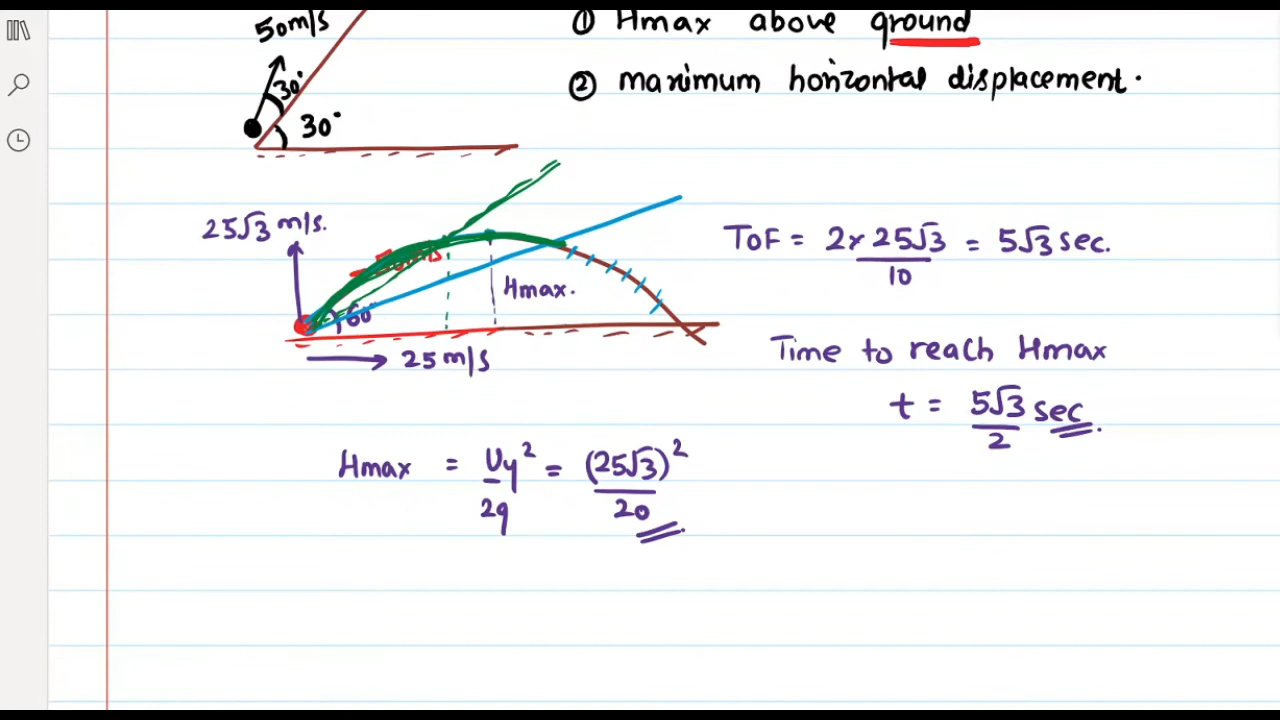 50m/s
① Hmax above ground
30°
② maximum horizontal displacement.
30°
25√3 m/s.
TOF = 2×25√3/10 = 5√3 sec.
Hmax.
60°
25 m/s
Time to reach Hmax
t = 5√3/2 sec.
Hmax = Uy²/2g = (25√3)²/20